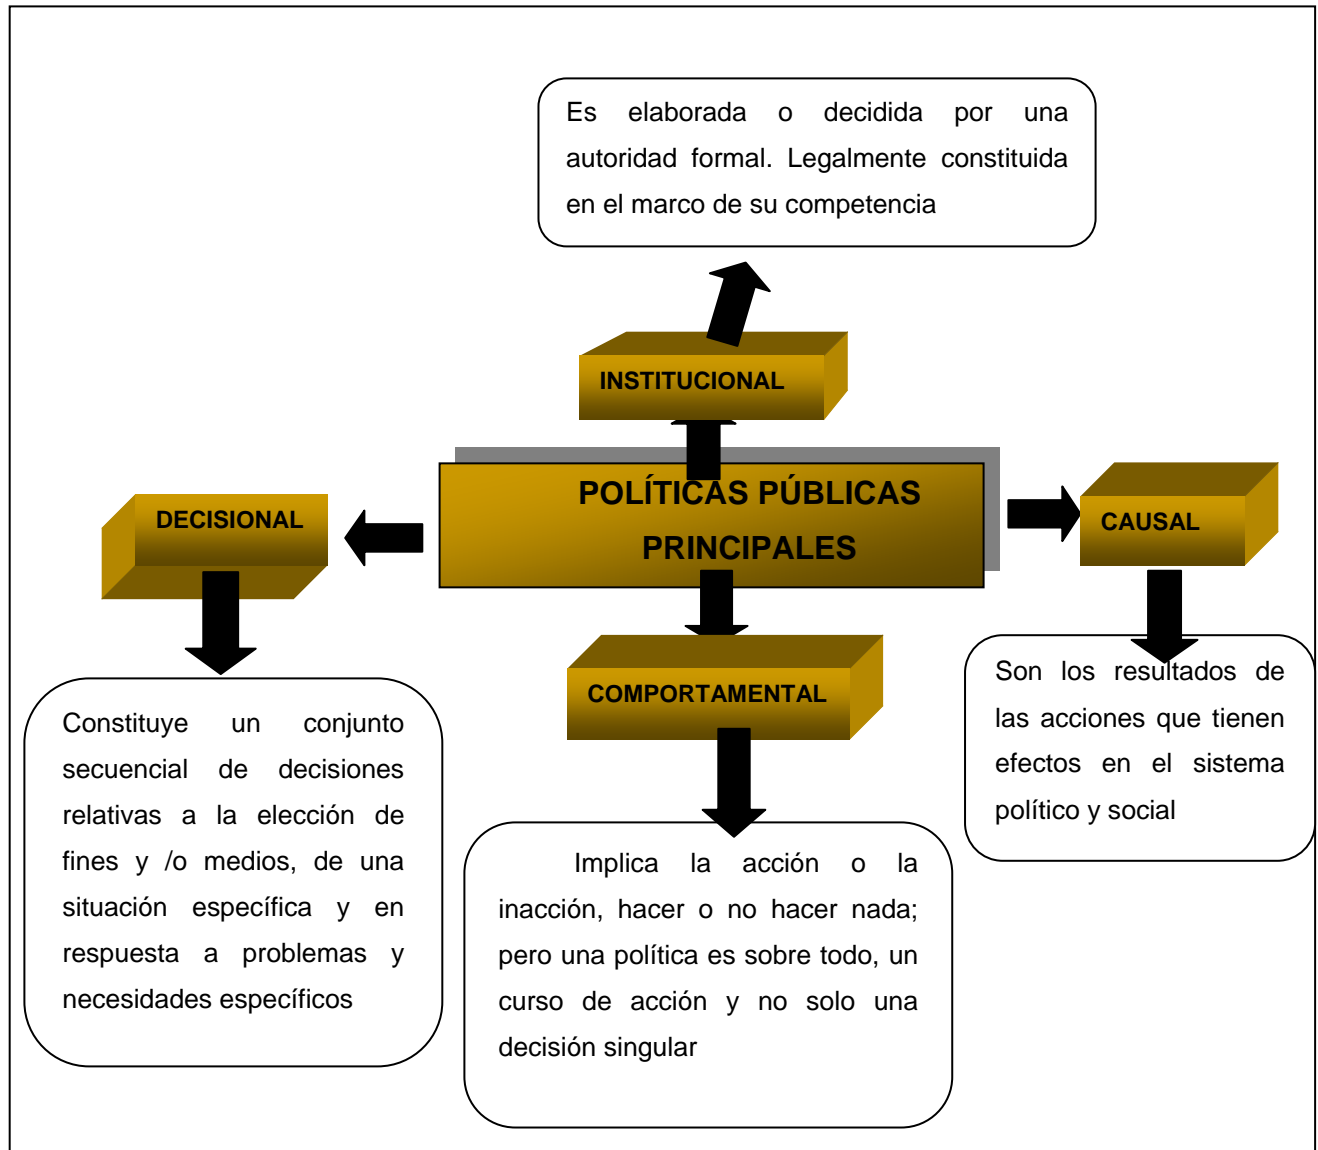 Es elaborada o decidida por una
autoridad formal. Legalmente constituida
en el marco de su competencia
INSTITUCIONAL
POLÍTICAS PÚBLICAS
PRINCIPALES
DECISIONAL
CAUSAL
COMPORTAMENTAL
Constituye un conjunto
secuencial de decisiones
relativas a la elección de
fines y /o medios, de una
situación específica y en
respuesta a problemas y
necesidades específicos
Implica la acción o la
inacción, hacer o no hacer nada;
pero una política es sobre todo, un
curso de acción y no solo una
decisión singular
Son los resultados de
las acciones que tienen
efectos en el sistema
político y social